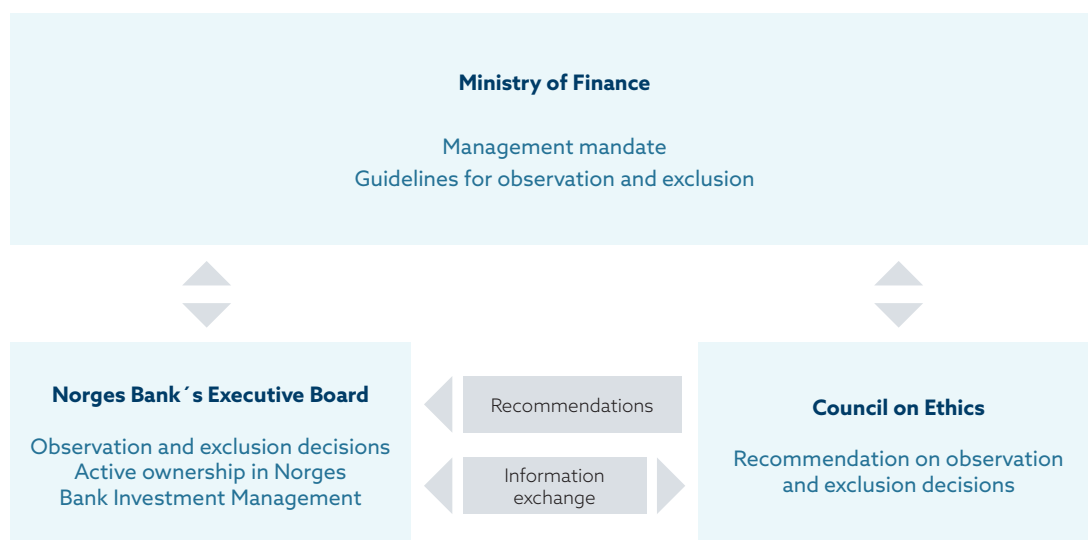 Ministry of Finance
Management mandate
Guidelines for observation and exclusion
Norges Bank´s Executive Board
Observation and exclusion decisions
Active ownership in Norges
Bank Investment Management
Recommendations
Information
exchange
Council on Ethics
Recommendation on observation
and exclusion decisions